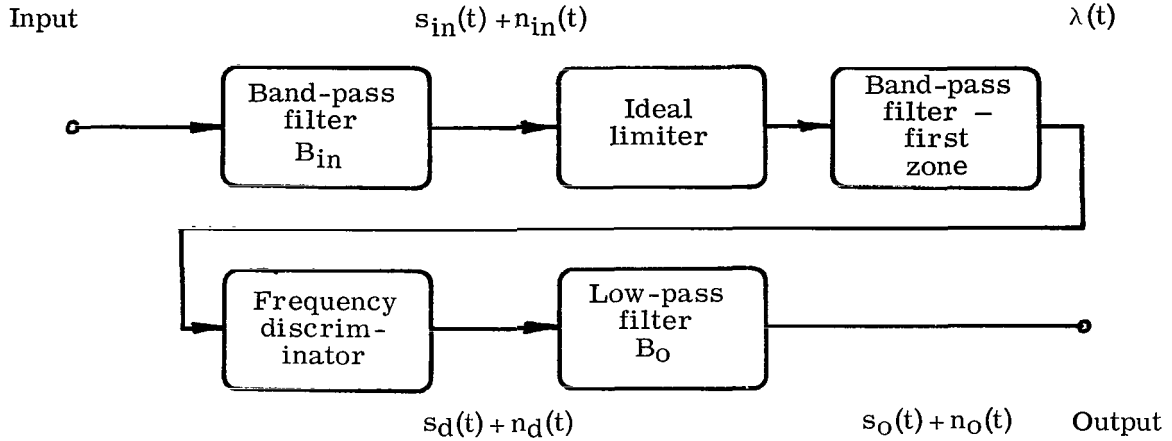 Input
s_in(t) + n_in(t)
λ(t)
Band-pass
filter
B_in
Ideal
limiter
Band-pass
filter –
first
zone
Frequency
discrim-
inator
Low-pass
filter
B_o
s_d(t) + n_d(t)
s_o(t) + n_o(t)
Output